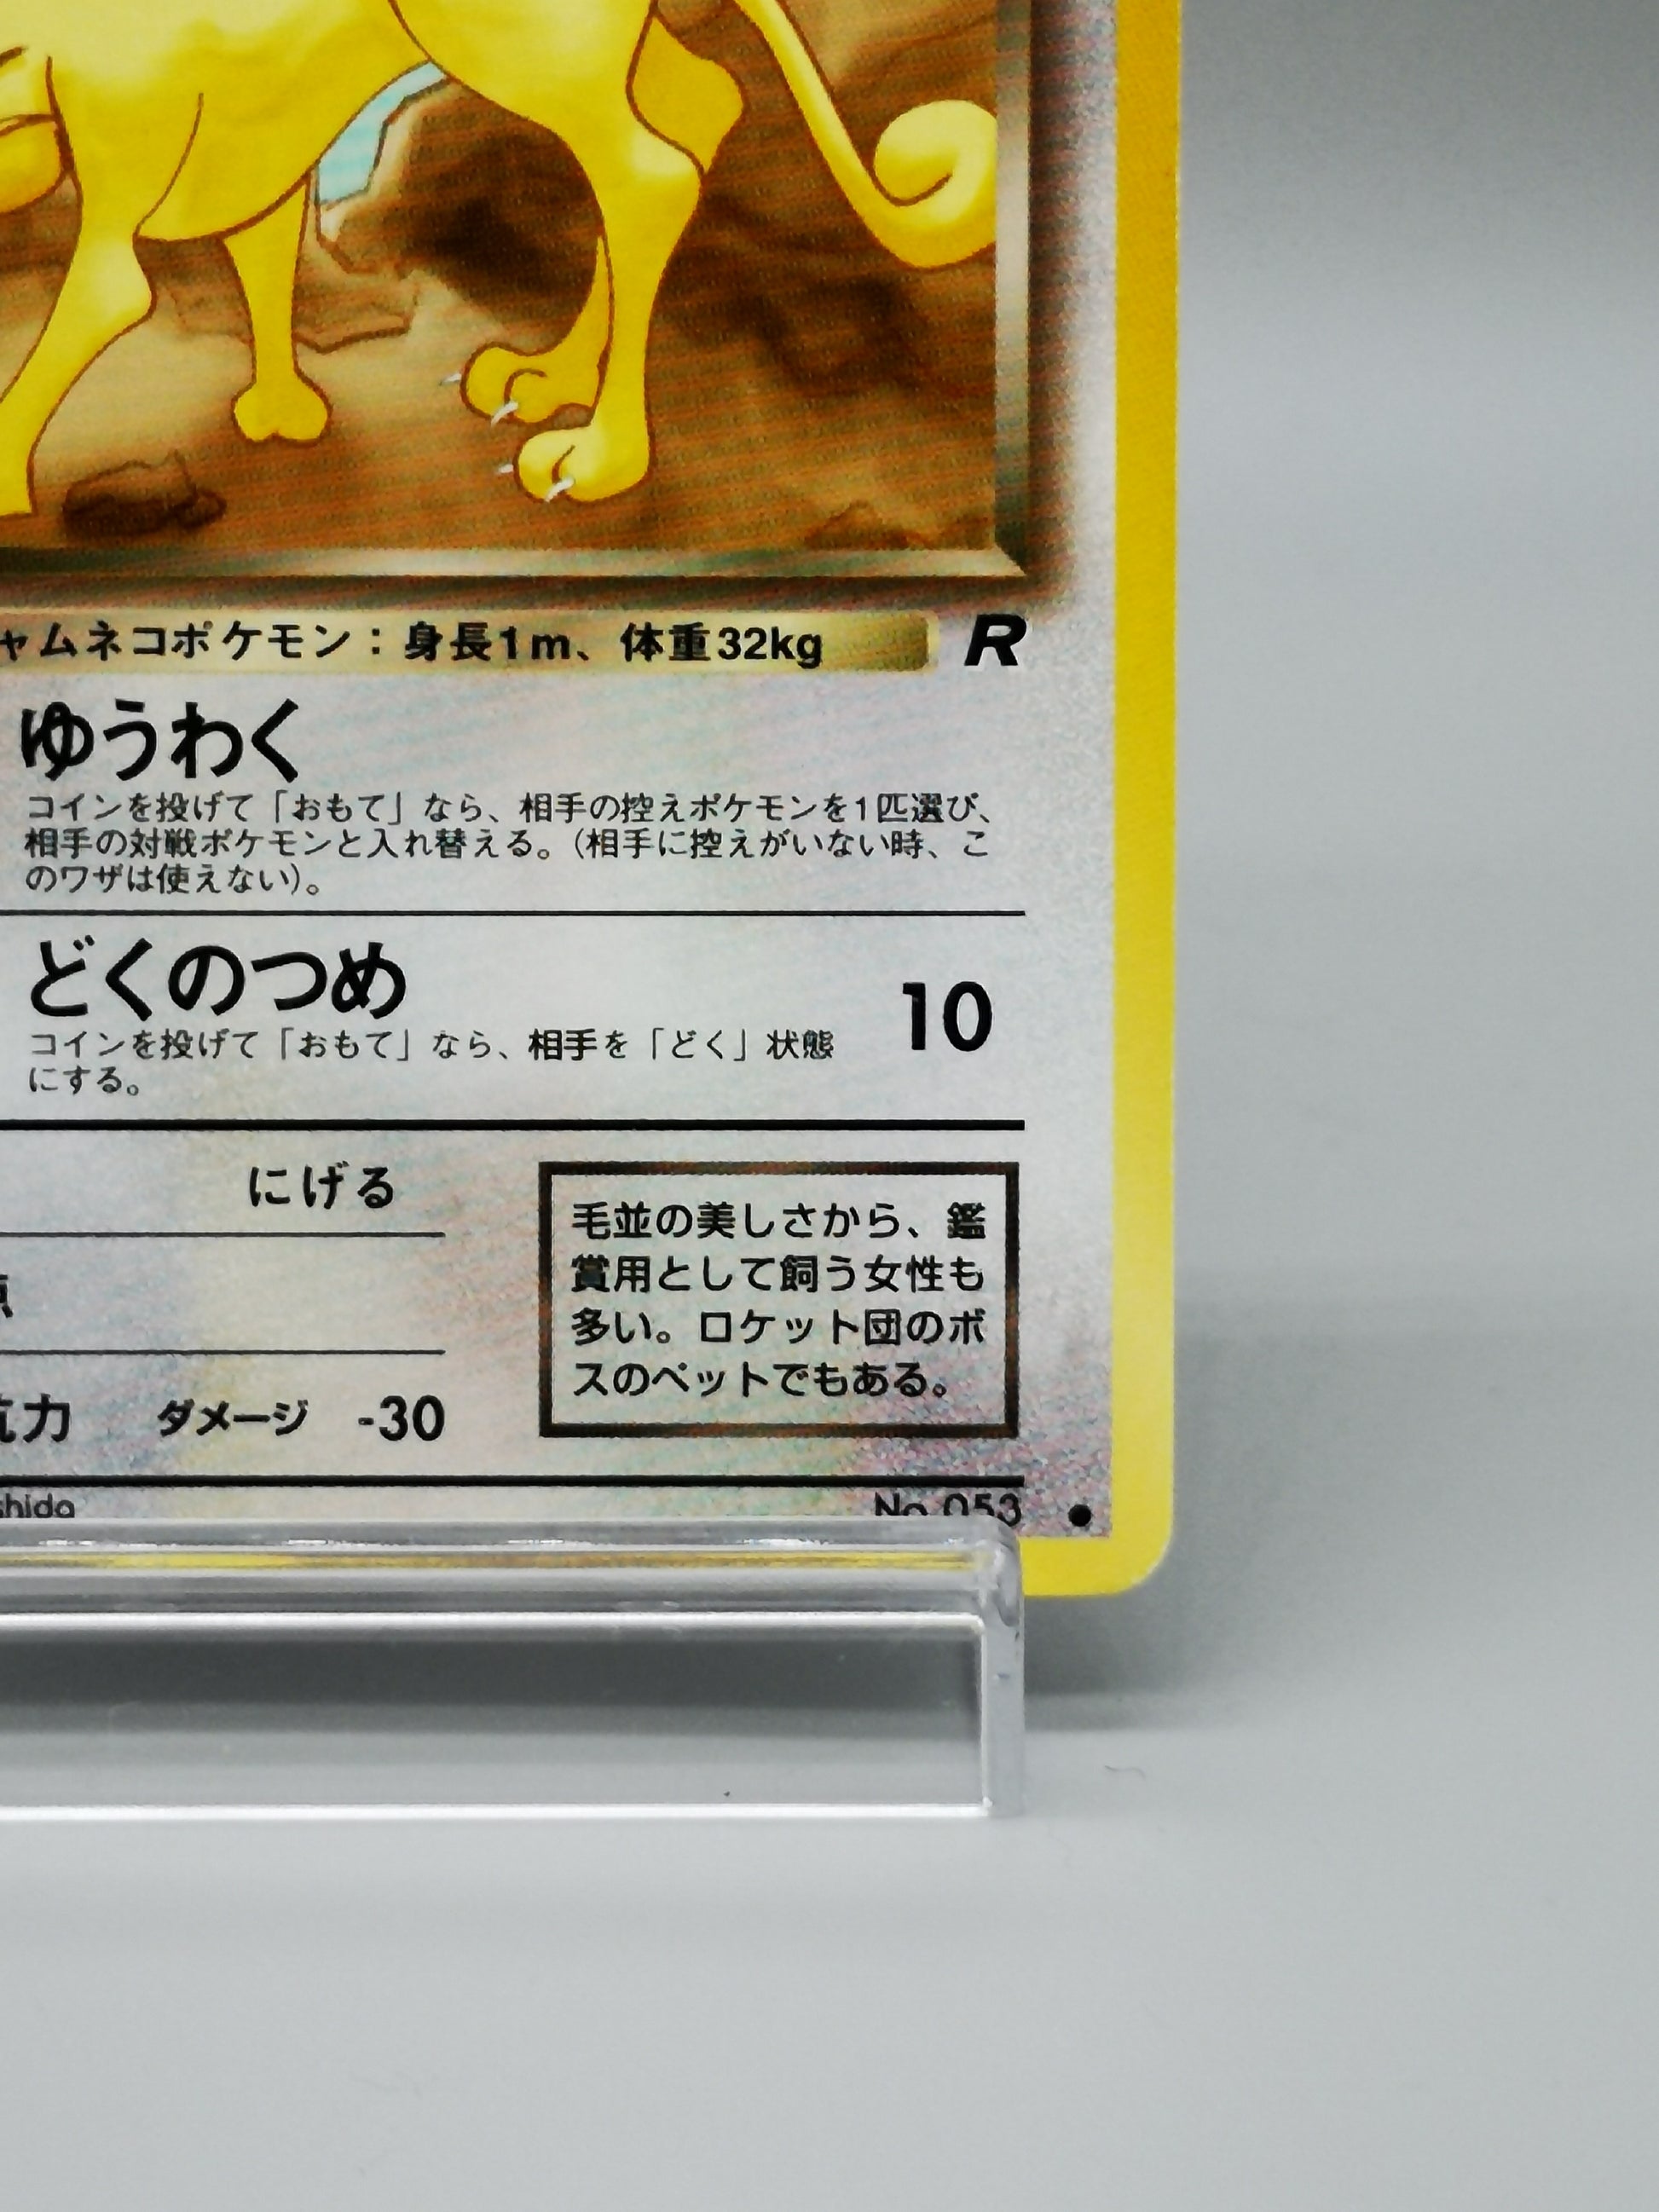 ャムネコポケモン：身長1m、体重32kg
R
ゆうわく
コインを投げて「おもて」なら、相手の控えポケモンを1匹選び、
相手の対戦ポケモンと入れ替える。(相手に控えがいない時、こ
のワザは使えない)。
どくのつめ
10
コインを投げて「おもて」なら、相手を「どく」状態
にする。
にげる
毛並の美しさから、鑑
賞用として飼う女性も
多い。ロケット団のボ
スのペットでもある。
抗力 ダメージ -30
shida
No.053 ●